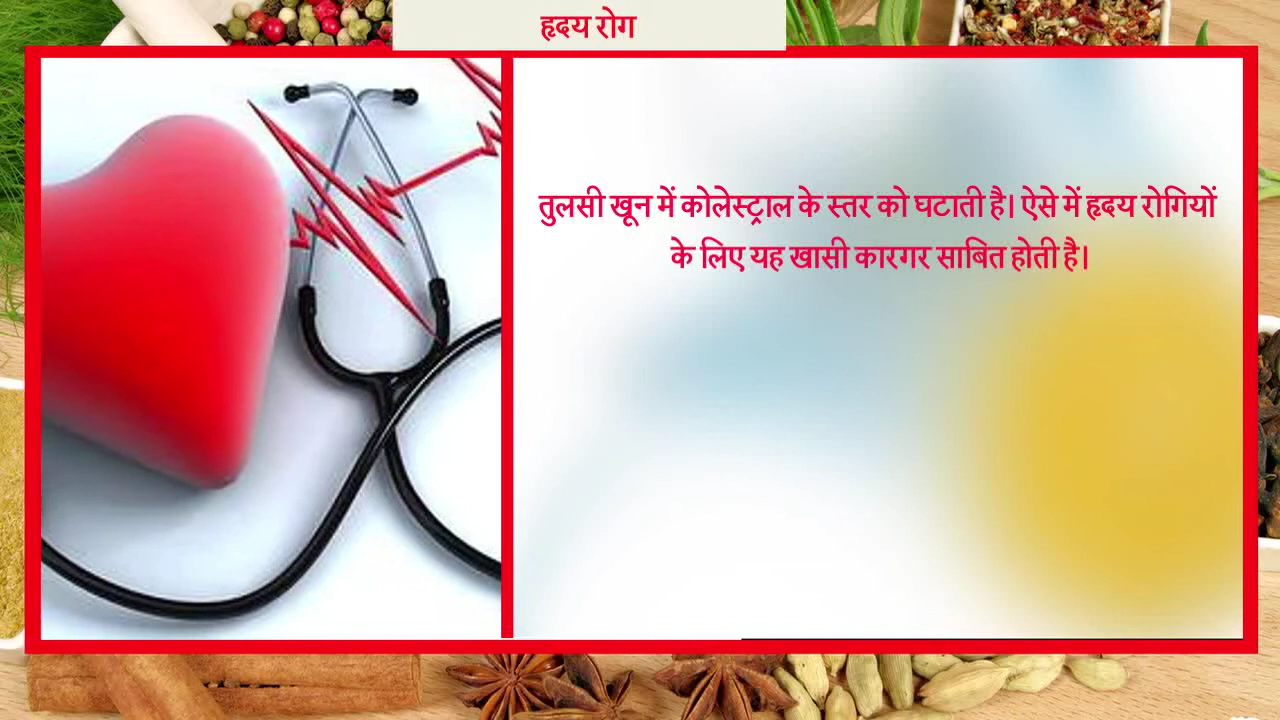 हृदय रोग
तुलसी खून में कोलेस्ट्राल के स्तर को घटाती है। ऐसे में हृदय रोगियों
के लिए यह खासी कारगर साबित होती है।